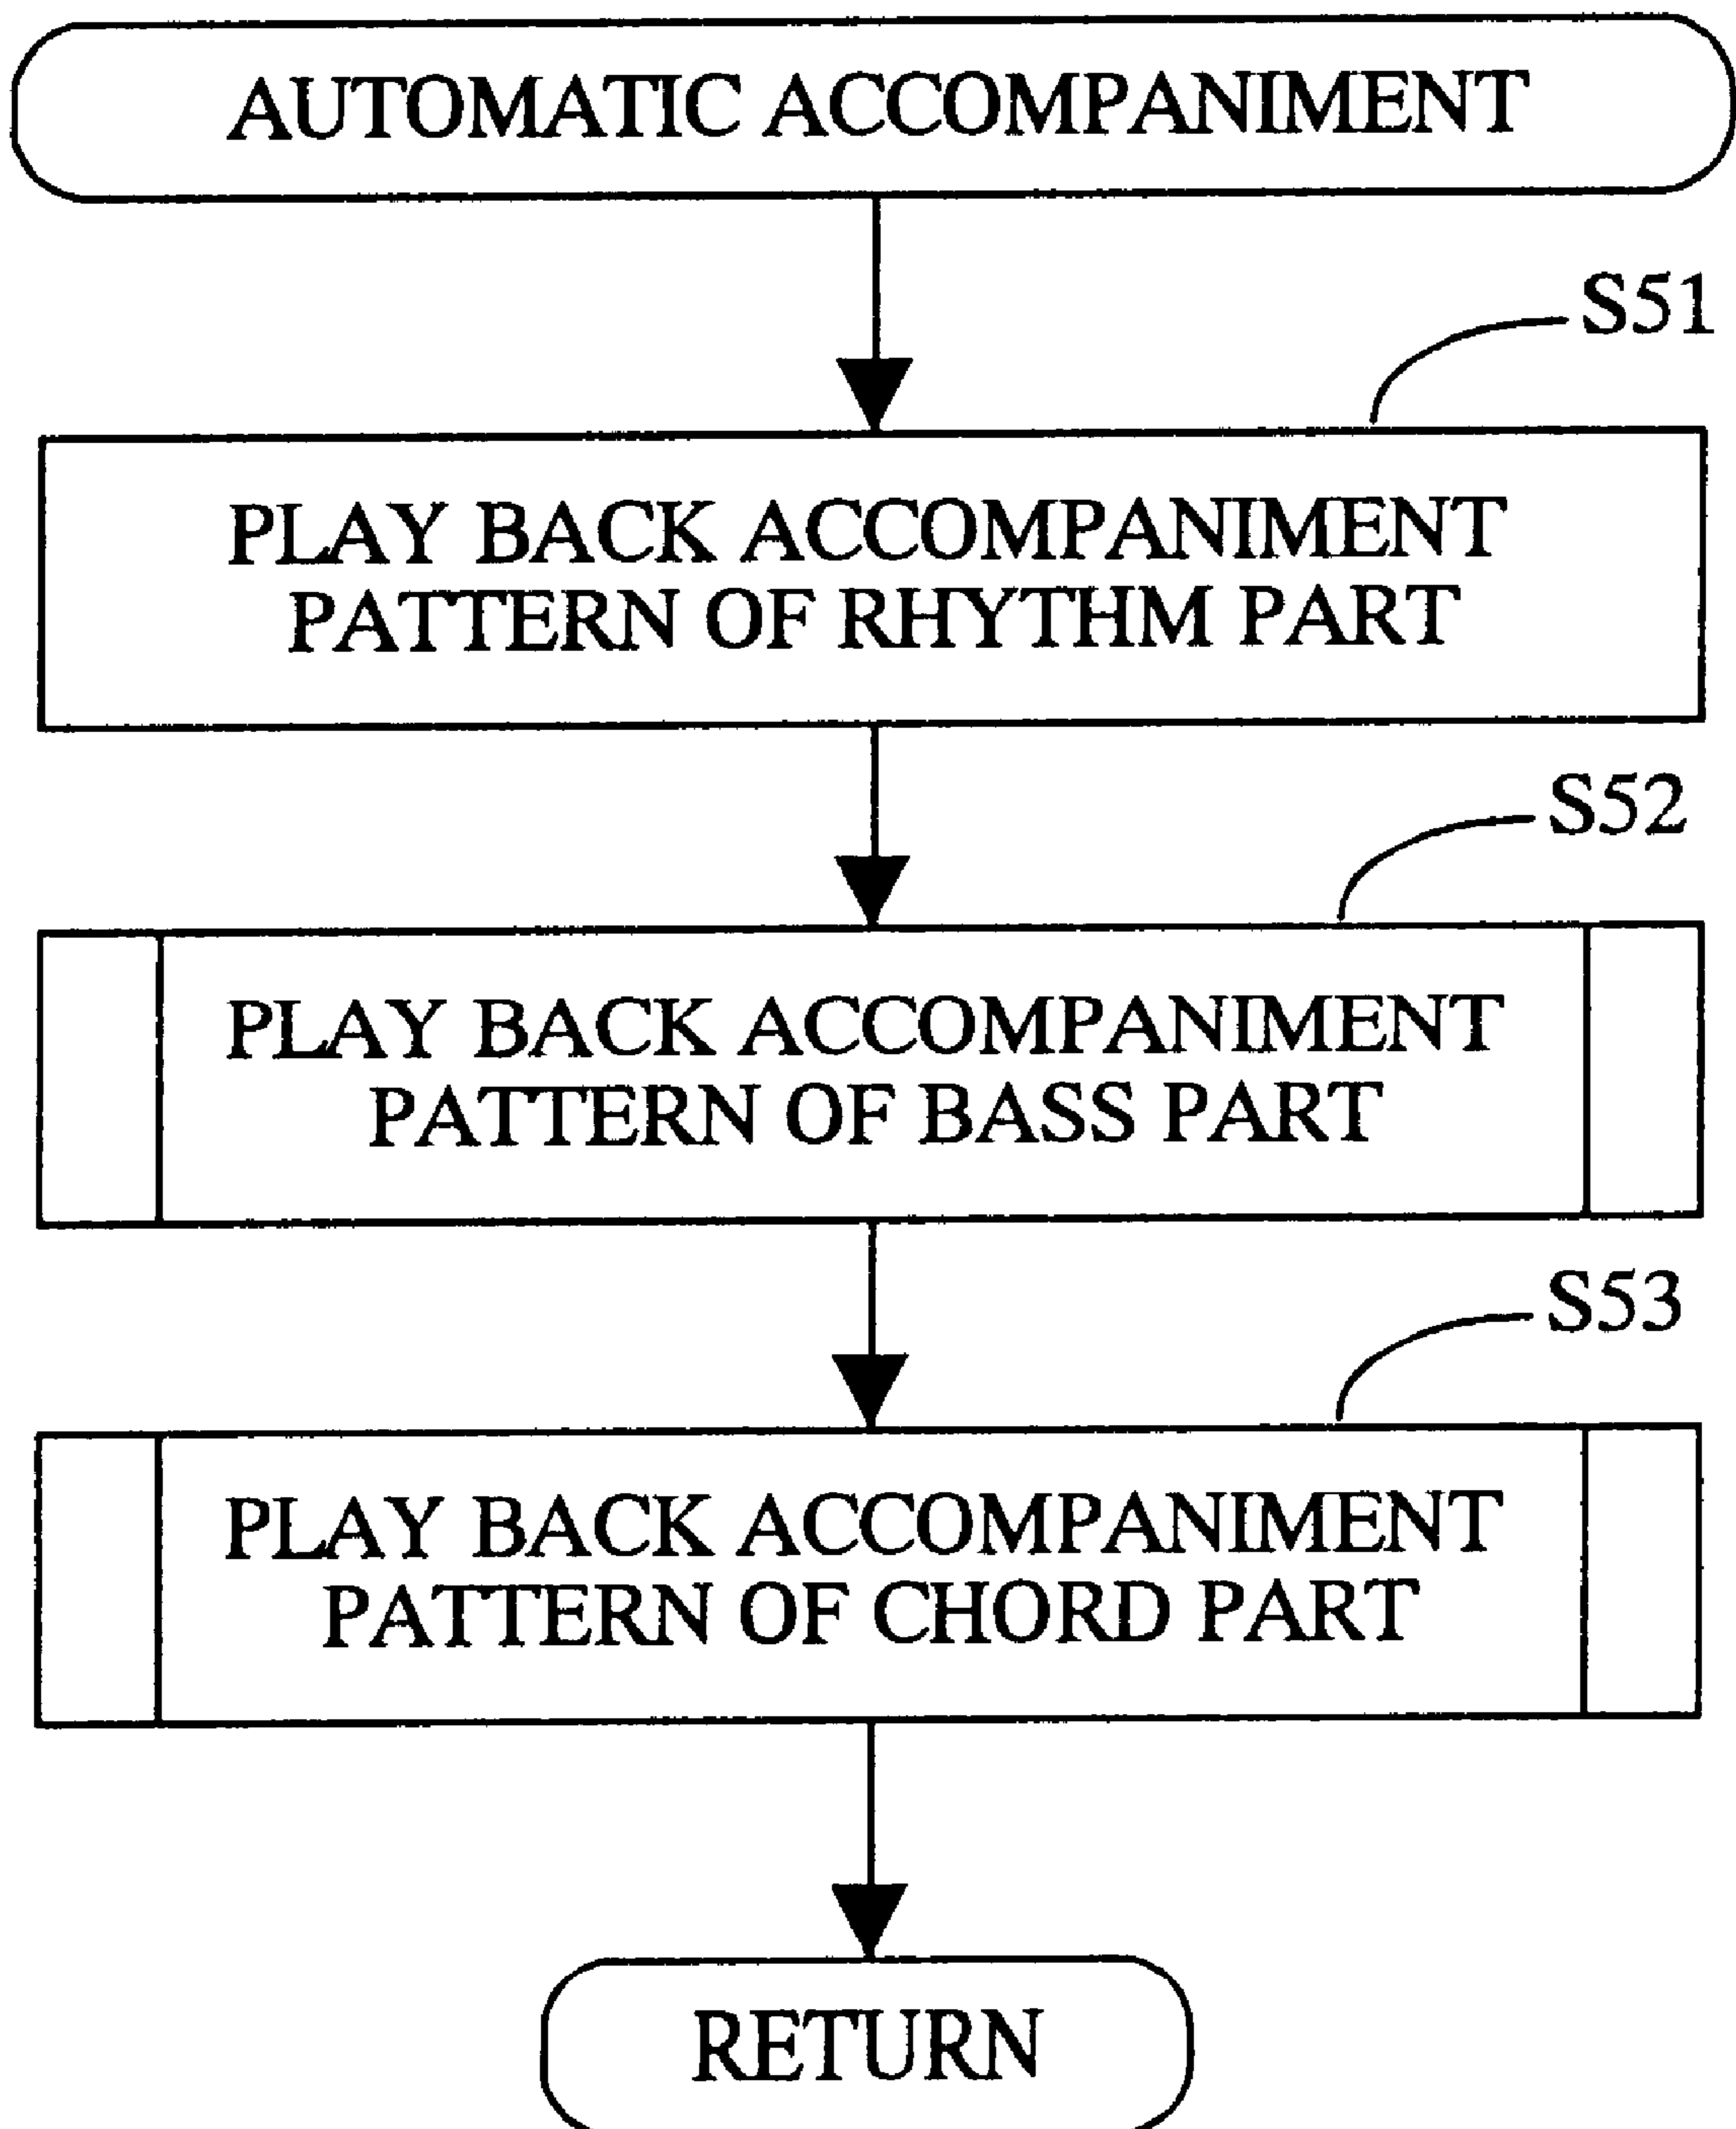 AUTOMATIC ACCOMPANIMENT
S51
PLAY BACK ACCOMPANIMENT
PATTERN OF RHYTHM PART
S52
PLAY BACK ACCOMPANIMENT
PATTERN OF BASS PART
S53
PLAY BACK ACCOMPANIMENT
PATTERN OF CHORD PART
RETURN